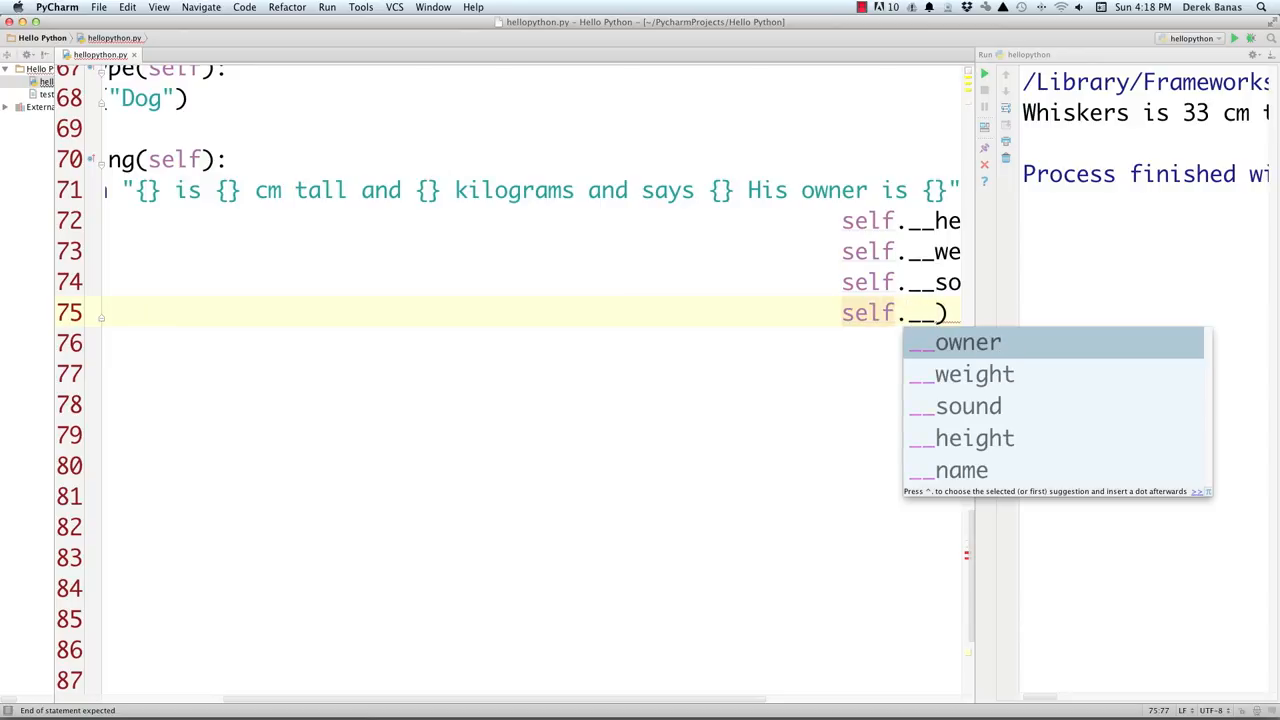 PyCharm File Edit View Navigate Code Refactor Run Tools VCS Window Help 10 Sun 4:18 PM Derek Banas
hellopython.py - Hello Python - [~/PycharmProjects/Hello Python]
Hello Python hellopython.py hellopython
hellopython.py Run hellopython
Hello P
hell
test
Externa
67 ype(self):
68 ("Dog")
69
70 ng(self):
71 "{} is {} cm tall and {} kilograms and says {} His owner is {}"
72 self.__he
73 self.__we
74 self.__so
75 self.__)
76
77
78
79
80
81
82
83
84
85
86
87
__owner
__weight
__sound
__height
__name
Press ^. to choose the selected (or first) suggestion and insert a dot afterwards >>
/Library/Frameworks
Whiskers is 33 cm t
Process finished wi
End of statement expected. 75:77 LF UTF-8